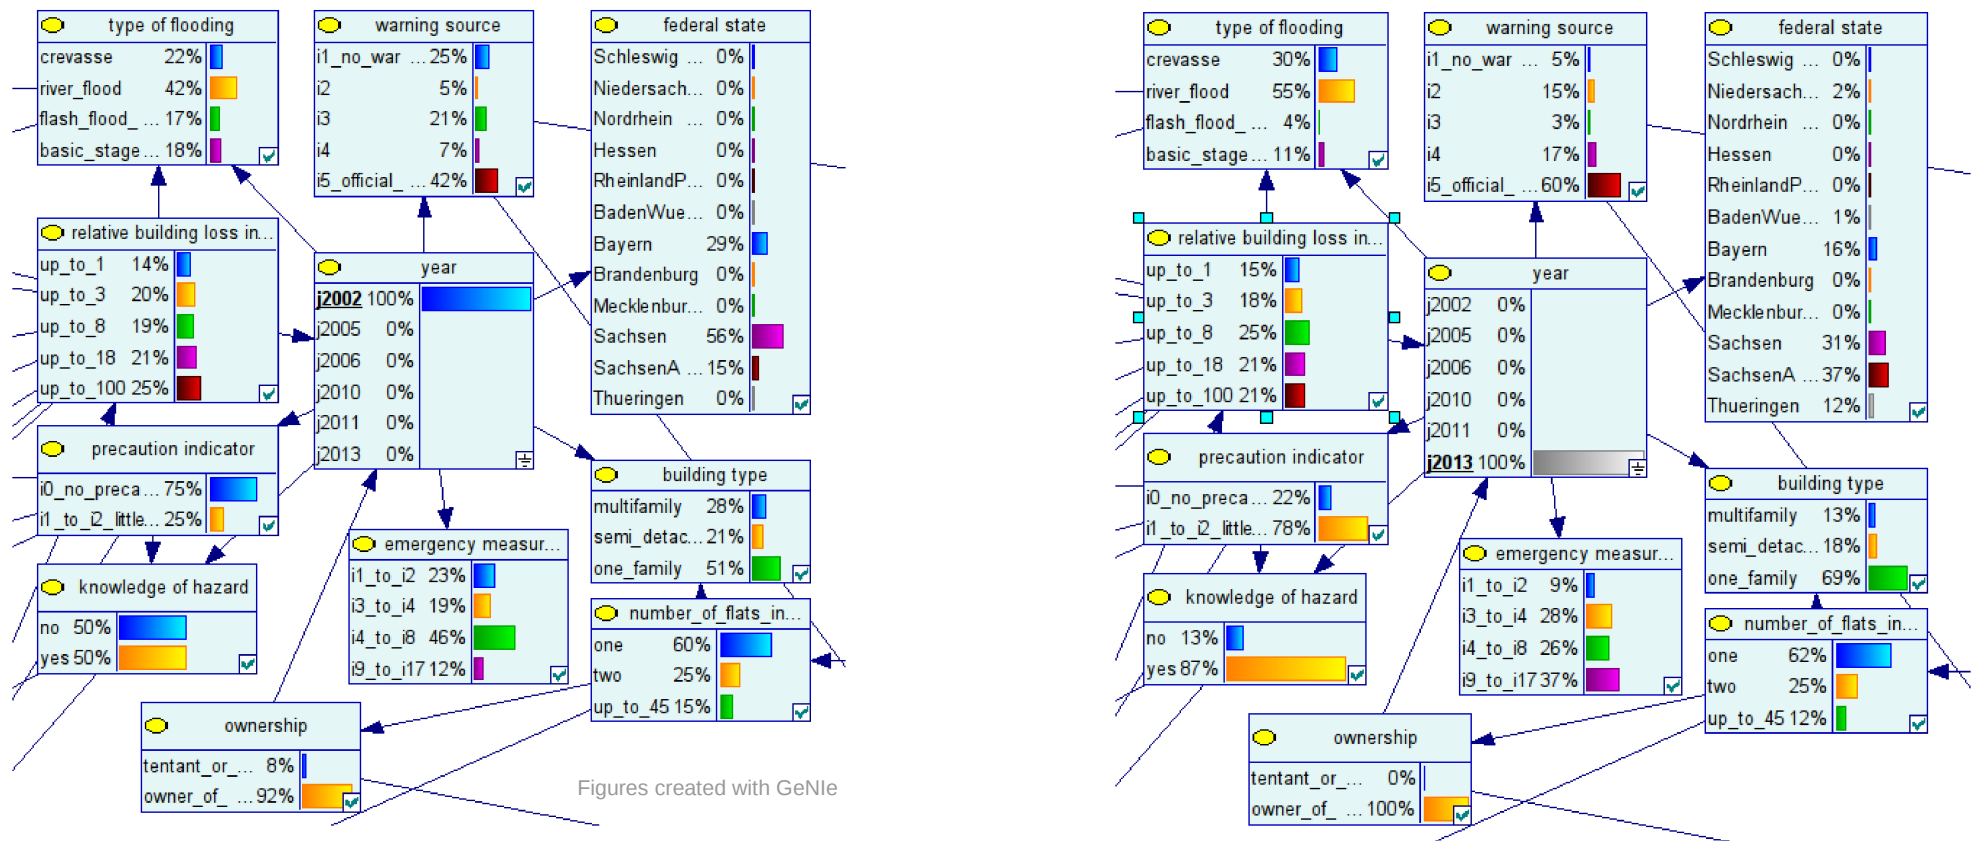 type of flooding
crevasse 22%
river_flood 42%
flash_flood_ ... 17%
basic_stage... 18%
warning source
i1_no_war ... 25%
i2 5%
i3 21%
i4 7%
i5_official_ ... 42%
federal state
Schleswig ... 0%
Niedersach... 0%
Nordrhein ... 0%
Hessen 0%
RheinlandP... 0%
BadenWue... 0%
Bayern 29%
Brandenburg 0%
Mecklenbur... 0%
Sachsen 56%
SachsenA ... 15%
Thueringen 0%
relative building loss in...
up_to_1 14%
up_to_3 20%
up_to_8 19%
up_to_18 21%
up_to_100 25%
year
j2002 100%
j2005 0%
j2006 0%
j2010 0%
j2011 0%
j2013 0%
precaution indicator
i0_no_preca... 75%
i1_to_i2_little... 25%
building type
multifamily 28%
semi_detac... 21%
one_family 51%
emergency measur...
i1_to_i2 23%
i3_to_i4 19%
i4_to_i8 46%
i9_to_i17 12%
knowledge of hazard
no 50%
yes 50%
number_of_flats_in...
one 60%
two 25%
up_to_45 15%
ownership
tentant_or_... 8%
owner_of_ ... 92%
Figures created with GeNIe
type of flooding
crevasse 30%
river_flood 55%
flash_flood_ ... 4%
basic_stage... 11%
warning source
i1_no_war ... 5%
i2 15%
i3 3%
i4 17%
i5_official_ ... 60%
federal state
Schleswig ... 0%
Niedersach... 2%
Nordrhein ... 0%
Hessen 0%
RheinlandP... 0%
BadenWue... 1%
Bayern 16%
Brandenburg 0%
Mecklenbur... 0%
Sachsen 31%
SachsenA ... 37%
Thueringen 12%
relative building loss in...
up_to_1 15%
up_to_3 18%
up_to_8 25%
up_to_18 21%
up_to_100 21%
year
j2002 0%
j2005 0%
j2006 0%
j2010 0%
j2011 0%
j2013 100%
precaution indicator
i0_no_preca... 22%
i1_to_i2_little... 78%
building type
multifamily 13%
semi_detac... 18%
one_family 69%
emergency measur...
i1_to_i2 9%
i3_to_i4 28%
i4_to_i8 26%
i9_to_i17 37%
knowledge of hazard
no 13%
yes 87%
number_of_flats_in...
one 62%
two 25%
up_to_45 12%
ownership
tentant_or_... 0%
owner_of_ ... 100%